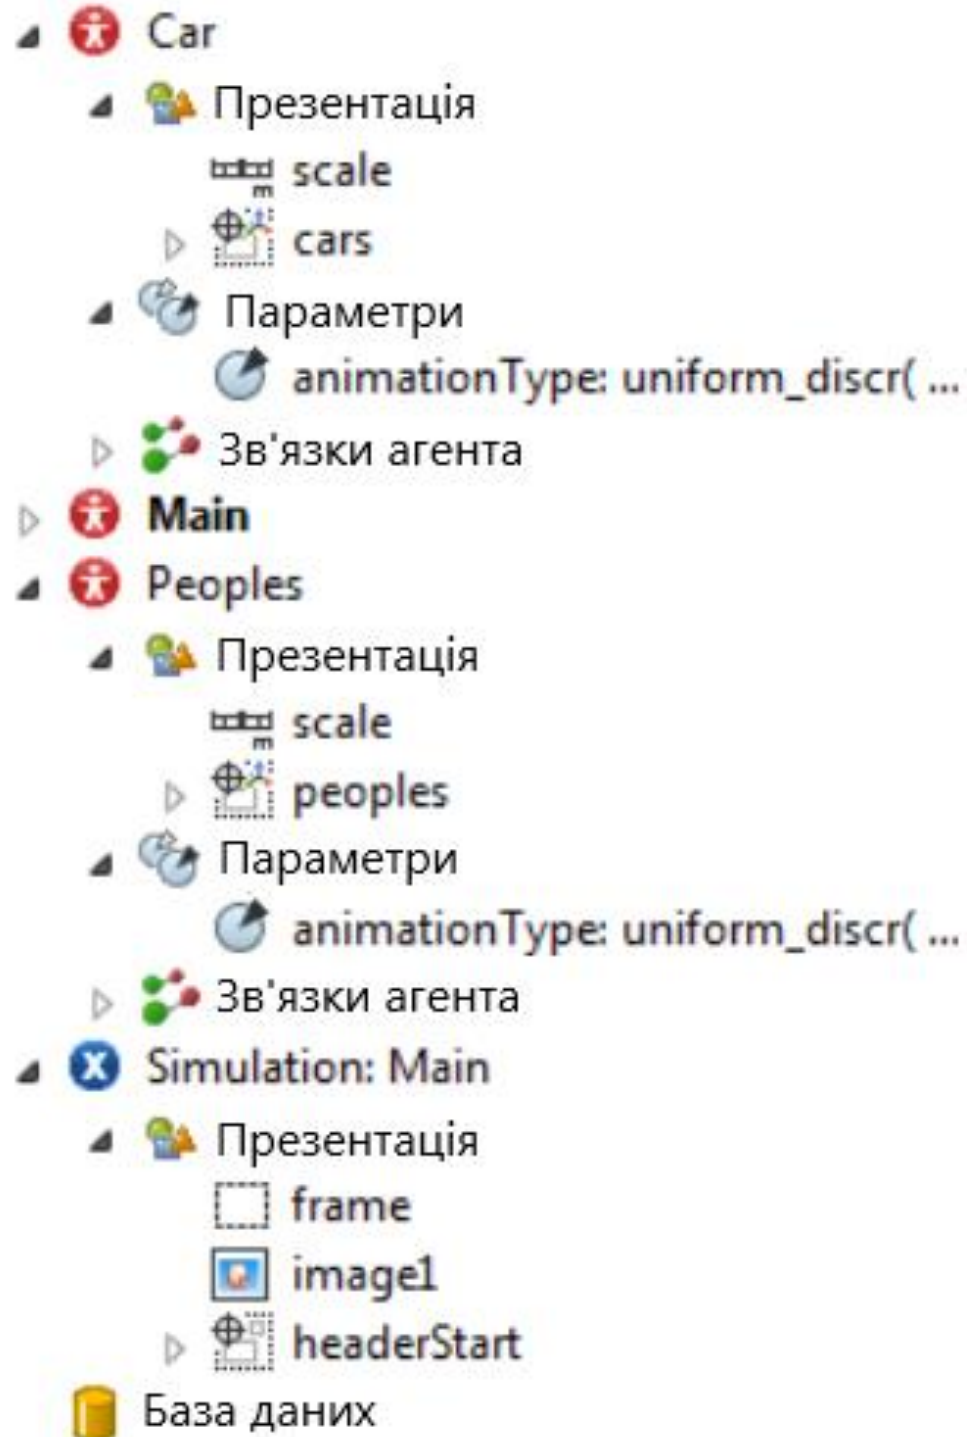 Car
Презентація
scale
cars
Параметри
animationType: uniform_discr( ...
Зв'язки агента
Main
Peoples
Презентація
scale
peoples
Параметри
animationType: uniform_discr( ...
Зв'язки агента
Simulation: Main
Презентація
frame
image1
headerStart
База даних